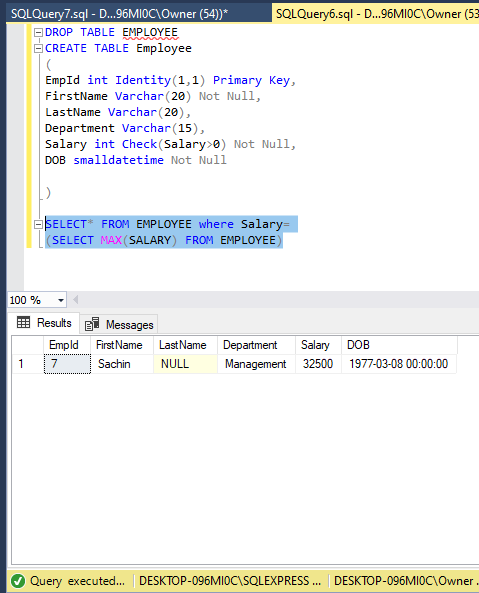 SQLQuery7.sql - D...96MI0C\Owner (54))*
SQLQuery6.sql - D...96MI0C\Owner (53
DROP TABLE EMPLOYEE
CREATE TABLE Employee
(
EmpId int Identity(1,1) Primary Key,
FirstName Varchar(20) Not Null,
LastName Varchar(20),
Department Varchar(15),
Salary int Check(Salary>0) Not Null,
DOB smalldatetime Not Null
)
SELECT* FROM EMPLOYEE where Salary=
(SELECT MAX(SALARY) FROM EMPLOYEE)
100 %
Results Messages
EmpId FirstName LastName Department Salary DOB
1 7 Sachin NULL Management 32500 1977-03-08 00:00:00
Query executed... DESKTOP-096MI0C\SQLEXPRESS ... DESKTOP-096MI0C\Owner .